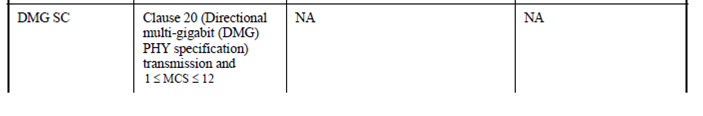 DMG SC
Clause 20 (Directional
multi-gigabit (DMG)
PHY specification)
transmission and
1 ≤ MCS ≤ 12
NA
NA